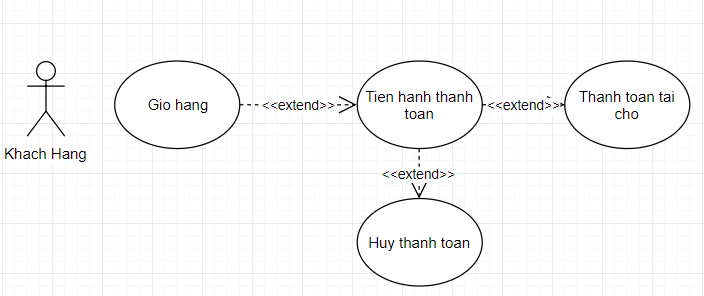 Gio hang
<<extend>>
Tien hanh thanh
toan
<<extend>>
Thanh toan tai
cho
Khach Hang
<<extend>>
Huy thanh toan